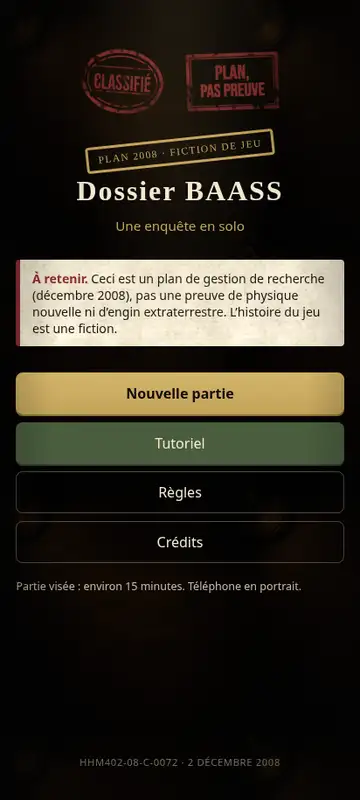 CLASSIFIÉ
PLAN,
PAS PREUVE
PLAN 2008 · FICTION DE JEU
Dossier BAASS
Une enquête en solo
À retenir. Ceci est un plan de gestion de recherche
(décembre 2008), pas une preuve de physique
nouvelle ni d’engin extraterrestre. L’histoire du jeu
est une fiction.
Nouvelle partie
Tutoriel
Règles
Crédits
Partie visée : environ 15 minutes. Téléphone en portrait.
HHM402-08-C-0072 · 2 DÉCEMBRE 2008